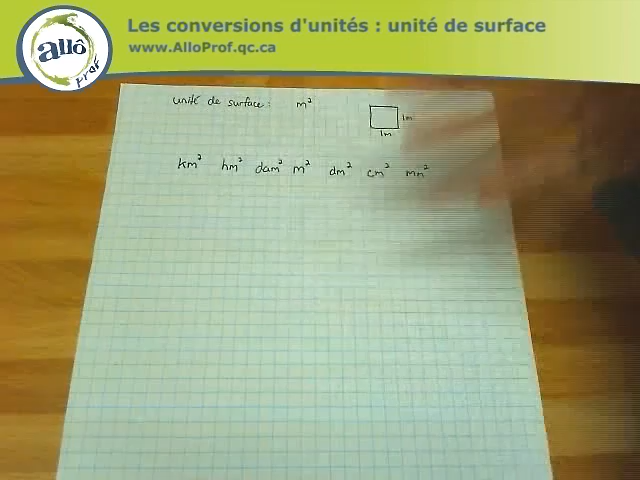 Les conversions d'unités : unité de surface
www.AlloProf.qc.ca
allô
PROF
unité de surface : m²
1m
1m
km² hm² dam² m² dm² cm² mm²